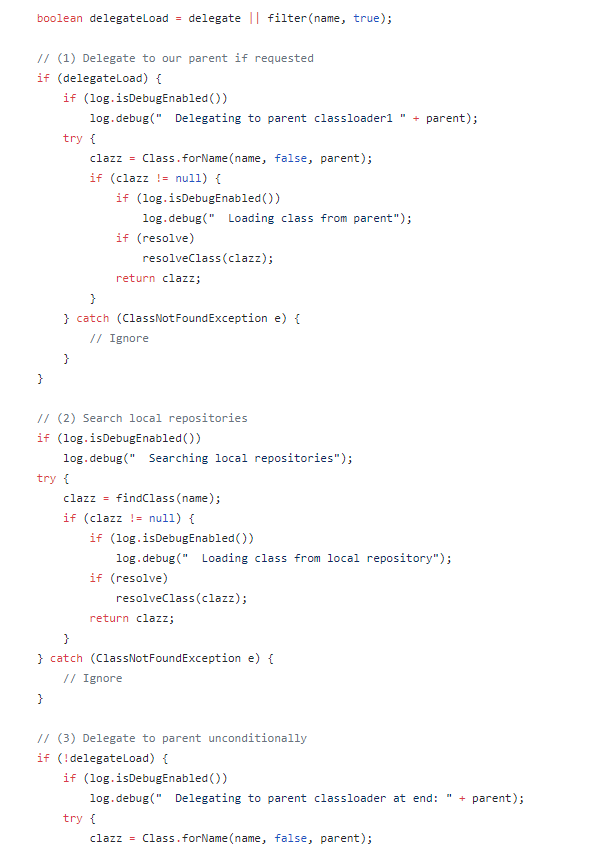 boolean delegateLoad = delegate || filter(name, true);
// (1) Delegate to our parent if requested
if (delegateLoad) {
    if (log.isDebugEnabled())
        log.debug("  Delegating to parent classloader1 " + parent);
    try {
        clazz = Class.forName(name, false, parent);
        if (clazz != null) {
            if (log.isDebugEnabled())
                log.debug("  Loading class from parent");
            if (resolve)
                resolveClass(clazz);
            return clazz;
        }
    } catch (ClassNotFoundException e) {
        // Ignore
    }
}
// (2) Search local repositories
if (log.isDebugEnabled())
    log.debug("  Searching local repositories");
try {
    clazz = findClass(name);
    if (clazz != null) {
        if (log.isDebugEnabled())
            log.debug("  Loading class from local repository");
        if (resolve)
            resolveClass(clazz);
        return clazz;
    }
} catch (ClassNotFoundException e) {
    // Ignore
}
// (3) Delegate to parent unconditionally
if (!delegateLoad) {
    if (log.isDebugEnabled())
        log.debug("  Delegating to parent classloader at end: " + parent);
    try {
        clazz = Class.forName(name, false, parent);